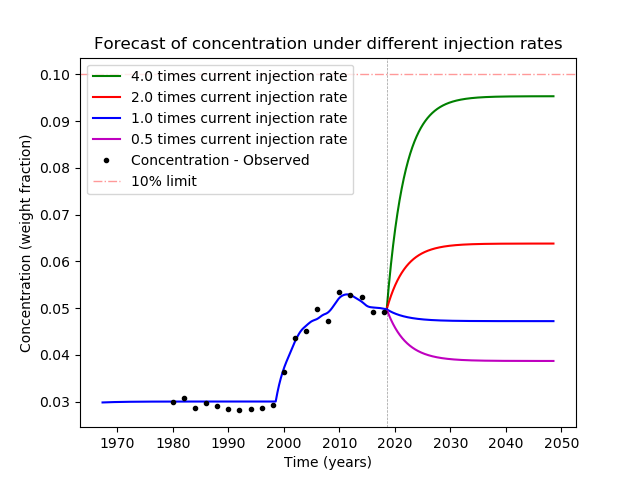 Forecast of concentration under different injection rates
4.0 times current injection rate
2.0 times current injection rate
1.0 times current injection rate
0.5 times current injection rate
Concentration - Observed
10% limit
Concentration (weight fraction)
0.10
0.09
0.08
0.07
0.06
0.05
0.04
0.03
1970 1980 1990 2000 2010 2020 2030 2040 2050
Time (years)